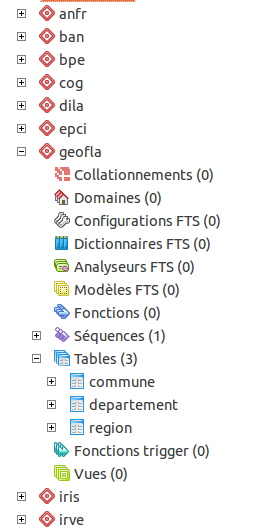 anfr
ban
bpe
cog
dila
epci
geofla
Collationnements (0)
Domaines (0)
Configurations FTS (0)
Dictionnaires FTS (0)
Analyseurs FTS (0)
Modèles FTS (0)
Fonctions (0)
Séquences (1)
Tables (3)
commune
departement
region
Fonctions trigger (0)
Vues (0)
iris
irve